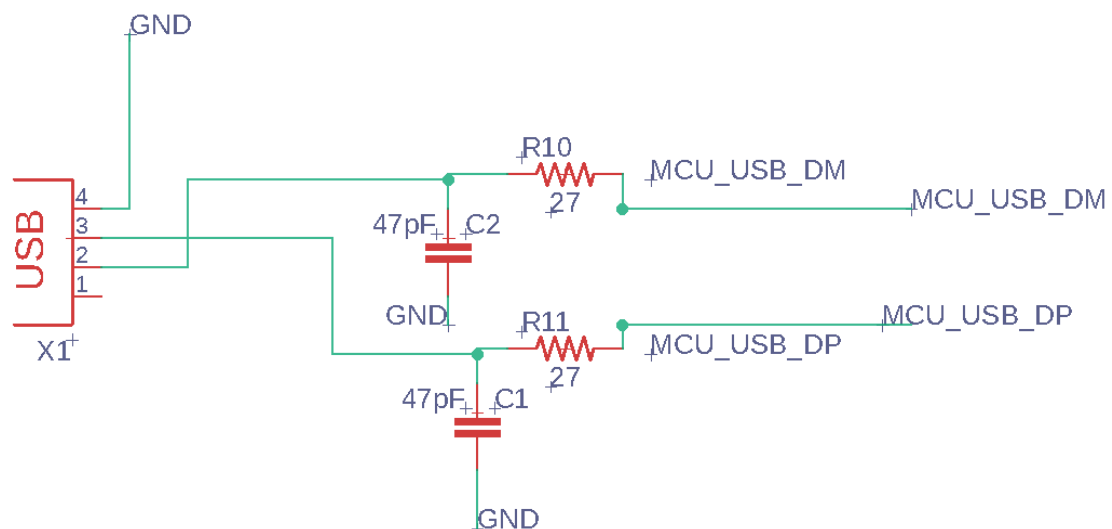 GND
USB
4
3
2
1
X1
R10
27
MCU_USB_DM
MCU_USB_DM
47pF
C2
GND
R11
27
MCU_USB_DP
MCU_USB_DP
47pF
C1
GND